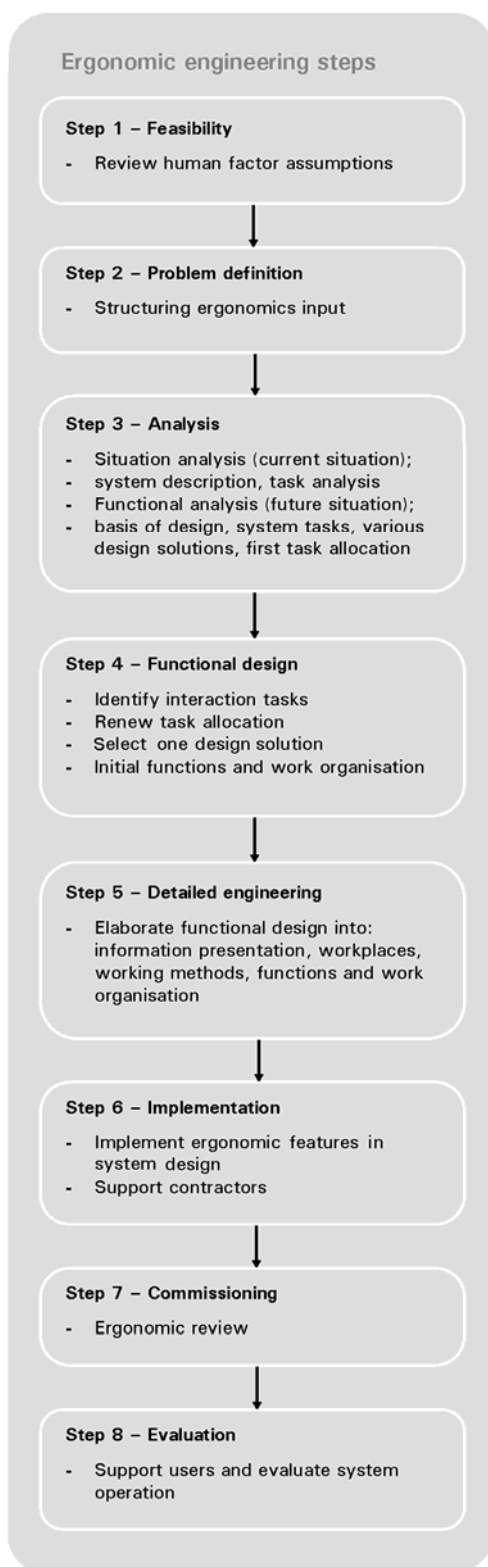 Ergonomic engineering steps
Step 1 – Feasibility
- Review human factor assumptions
Step 2 – Problem definition
- Structuring ergonomics input
Step 3 – Analysis
- Situation analysis (current situation);
- system description, task analysis
- Functional analysis (future situation);
- basis of design, system tasks, various
design solutions, first task allocation
Step 4 – Functional design
- Identify interaction tasks
- Renew task allocation
- Select one design solution
- Initial functions and work organisation
Step 5 – Detailed engineering
- Elaborate functional design into:
information presentation, workplaces,
working methods, functions and work
organisation
Step 6 – Implementation
- Implement ergonomic features in
system design
- Support contractors
Step 7 – Commissioning
- Ergonomic review
Step 8 – Evaluation
- Support users and evaluate system
operation